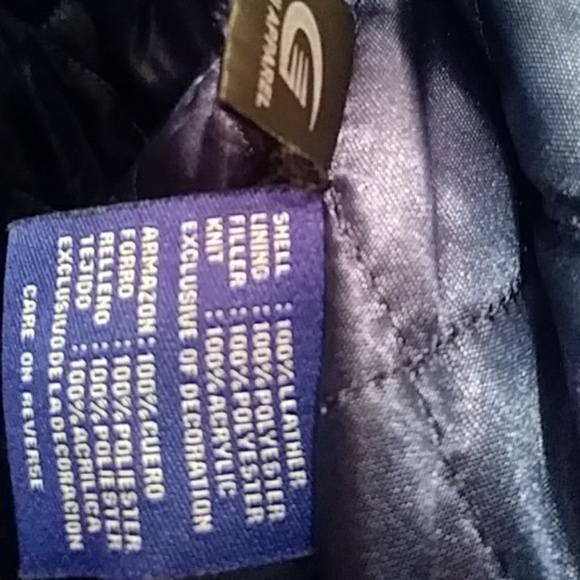 APPAREL
SHELL : 100% LEATHER
LINING : 100% POLYESTER
FILLER : 100% POLYESTER
KNIT : 100% ACRYLIC
EXCLUSIVE OF DECORATION
ARMAZON : 100% CUERO
FORRO : 100% POLIESTER
RELLENO : 100% POLIESTER
TEJIDO : 100% ACRILICA
EXCLUSIVO DE LA DECORACION
CARE ON REVERSE